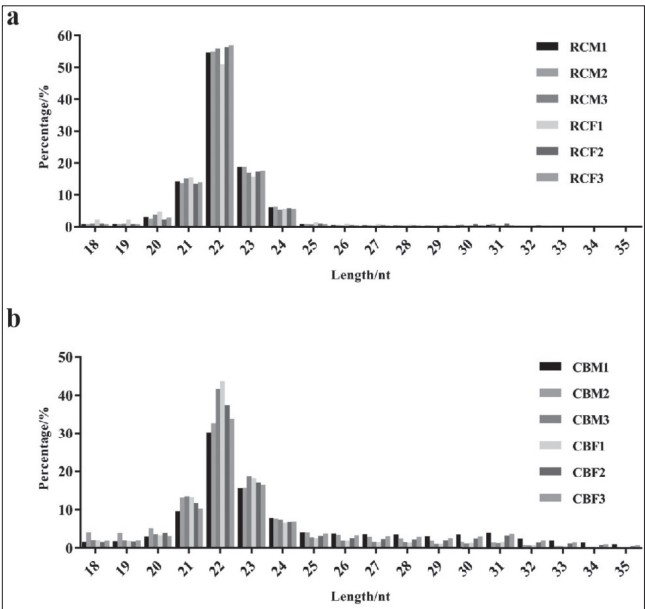 a
60
50
40
30
20
10
0
Percentage/%
18 19 20 21 22 23 24 25 26 27 28 29 30 31 32 33 34 35
Length/nt
RCM1
RCM2
RCM3
RCF1
RCF2
RCF3
b
50
40
30
20
10
0
Percentage/%
18 19 20 21 22 23 24 25 26 27 28 29 30 31 32 33 34 35
Length/nt
CBM1
CBM2
CBM3
CBF1
CBF2
CBF3